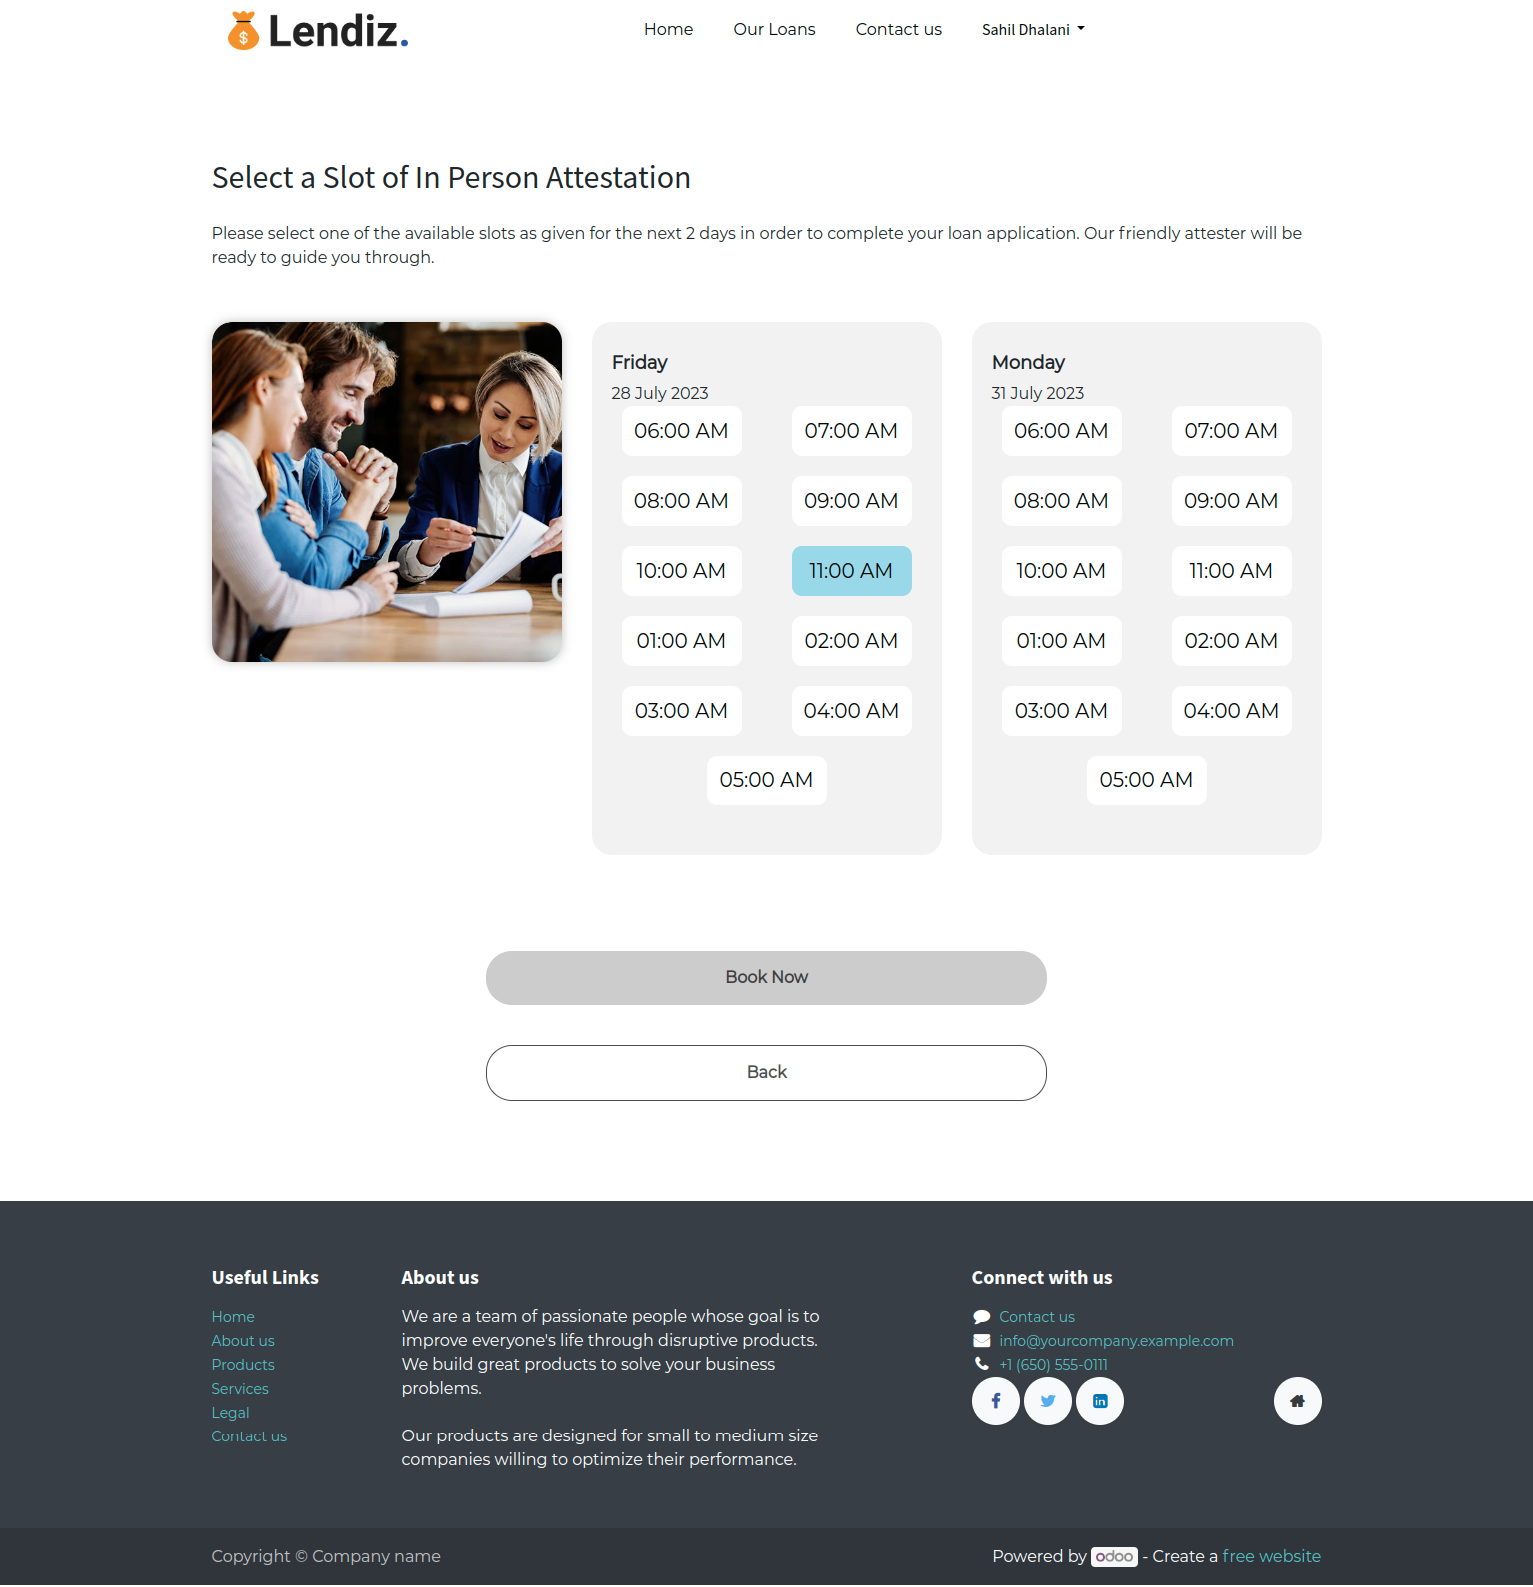 Lendiz.
Home
Our Loans
Contact us
Sahil Dhalani
Select a Slot of In Person Attestation
Please select one of the available slots as given for the next 2 days in order to complete your loan application. Our friendly attester will be
ready to guide you through.
Friday
28 July 2023
06:00 AM 07:00 AM
08:00 AM 09:00 AM
10:00 AM 11:00 AM
01:00 AM 02:00 AM
03:00 AM 04:00 AM
05:00 AM
Monday
31 July 2023
06:00 AM 07:00 AM
08:00 AM 09:00 AM
10:00 AM 11:00 AM
01:00 AM 02:00 AM
03:00 AM 04:00 AM
05:00 AM
Book Now
Back
Useful Links
Home
About us
Products
Services
Legal
Contact us
About us
We are a team of passionate people whose goal is to
improve everyone's life through disruptive products.
We build great products to solve your business
problems.
Our products are designed for small to medium size
companies willing to optimize their performance.
Connect with us
Contact us
info@yourcompany.example.com
+1 (650) 555-0111
Copyright © Company name
Powered by odoo - Create a free website